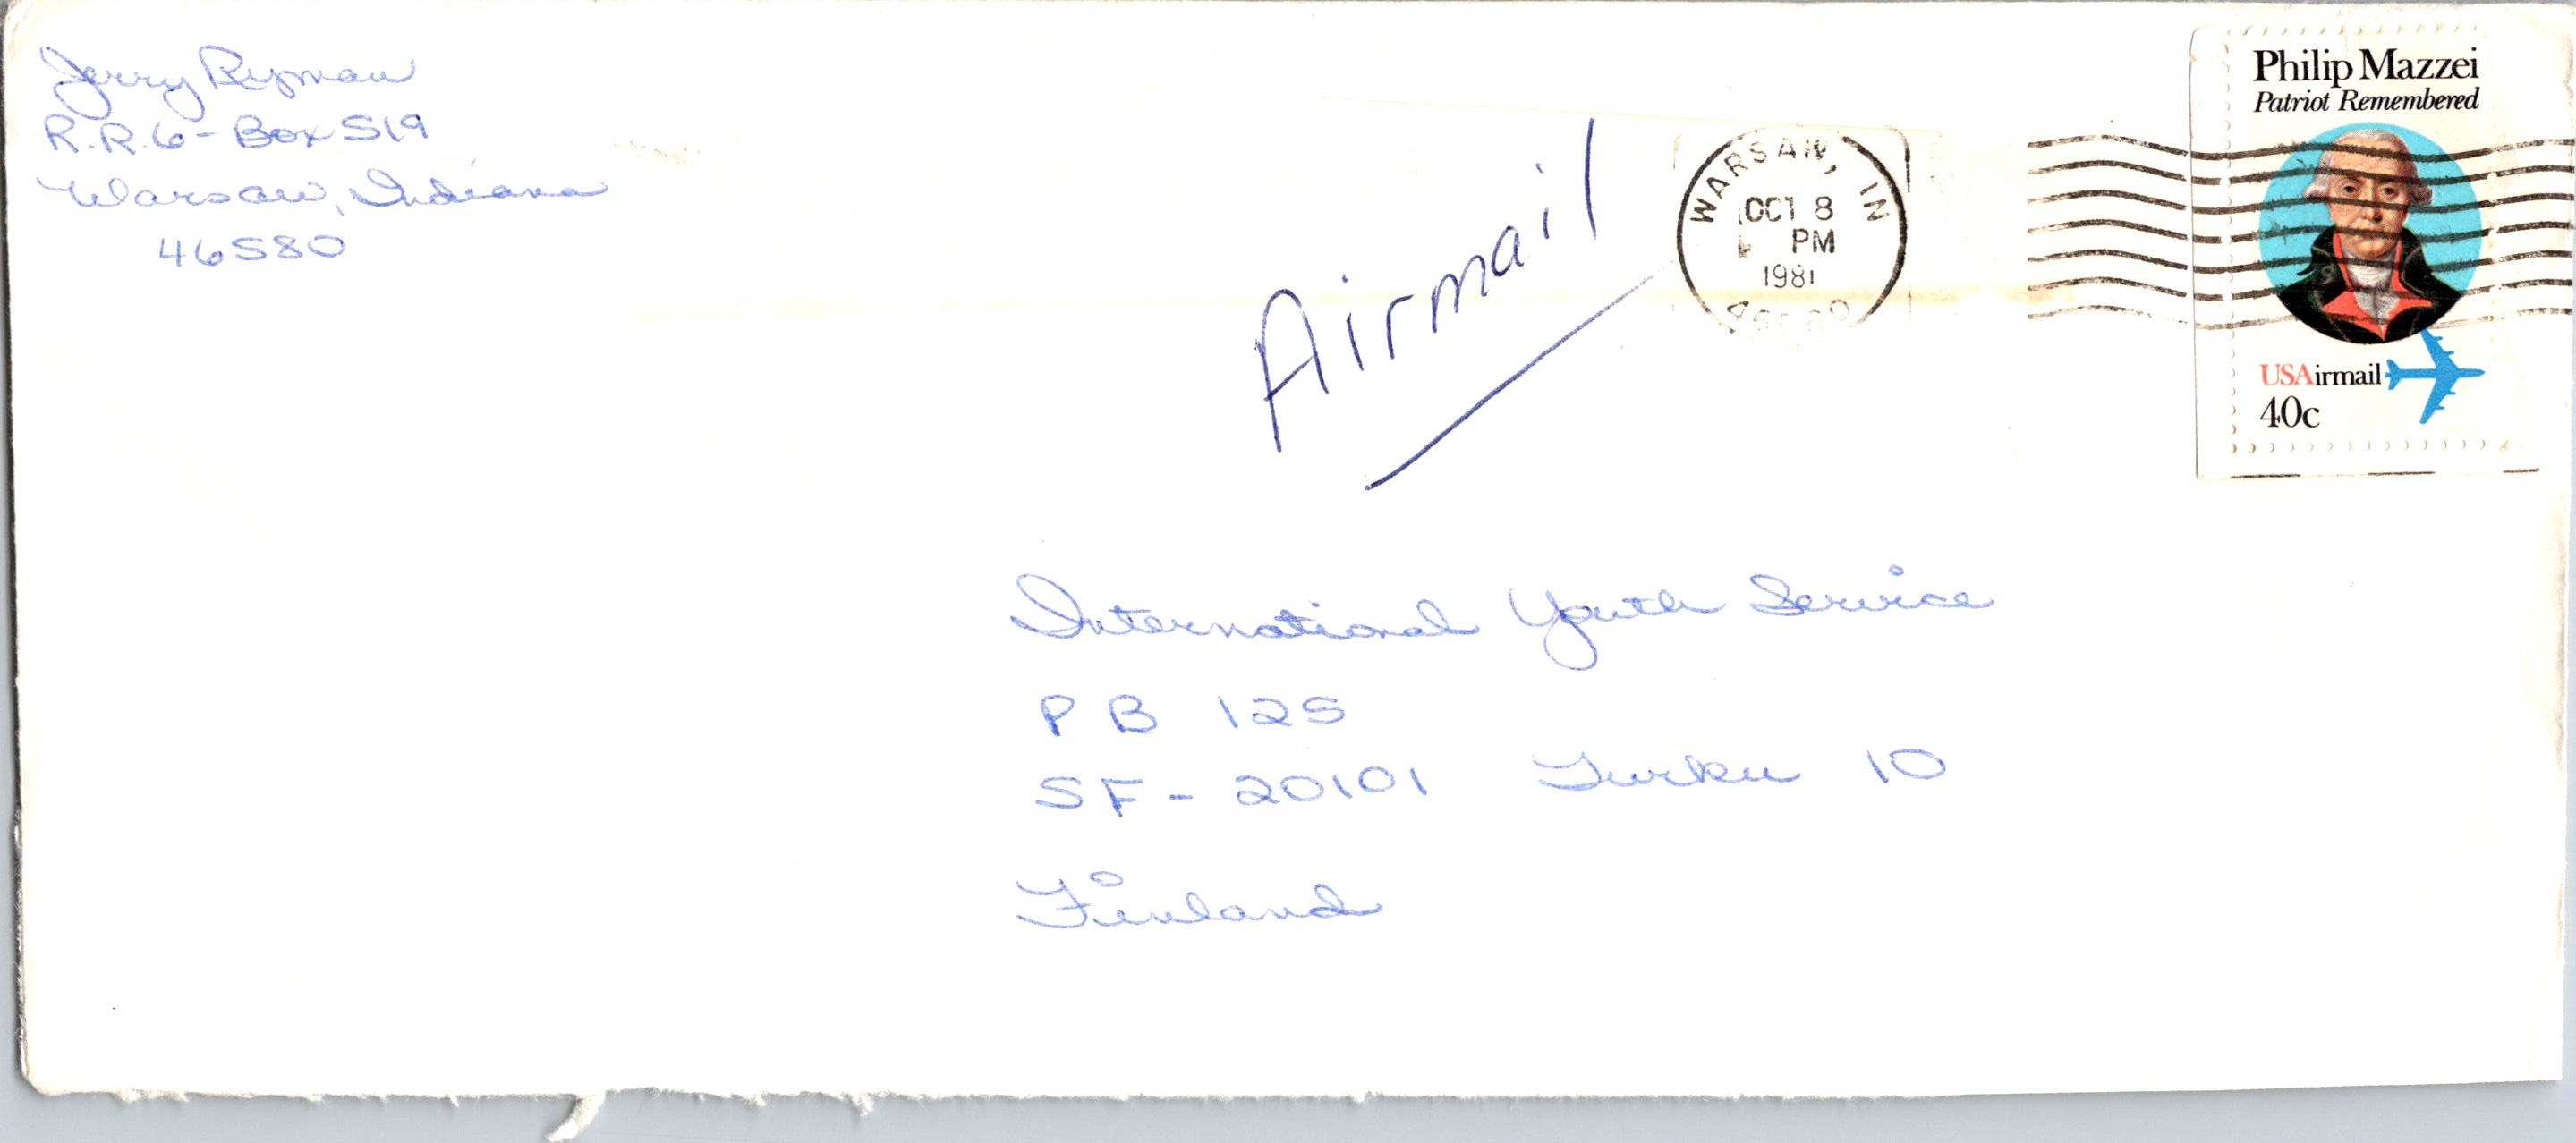 Jerry Ryman
R.R. 6 - Box 519
Warsaw, Indiana
46580
Airmail
WARSAW, IN
OCT 8
PM
1981
Philip Mazzei
Patriot Remembered
USAirmail
40c
International Youth Service
P B 125
SF - 20101 Turku 10
Finland